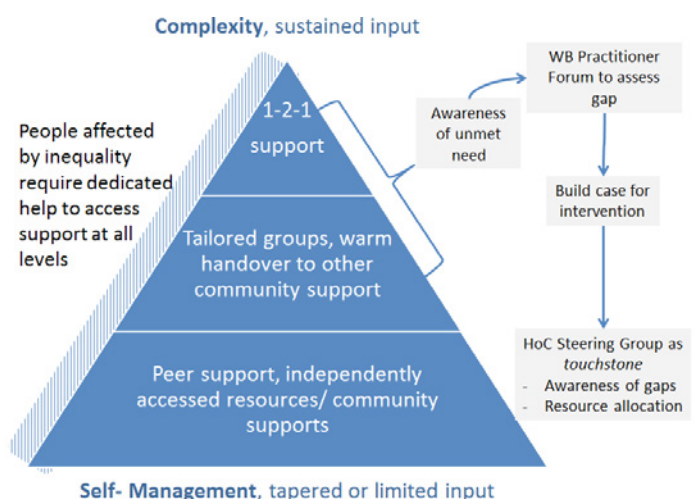 Complexity, sustained input
1-2-1
support
People affected
by inequality
require dedicated
help to access
support at all
levels
Tailored groups, warm
handover to other
community support
Peer support, independently
accessed resources/ community
supports
Self- Management, tapered or limited input
Awareness
of unmet
need
WB Practitioner
Forum to assess
gap
Build case for
intervention
HoC Steering Group as
touchstone
- Awareness of gaps
- Resource allocation